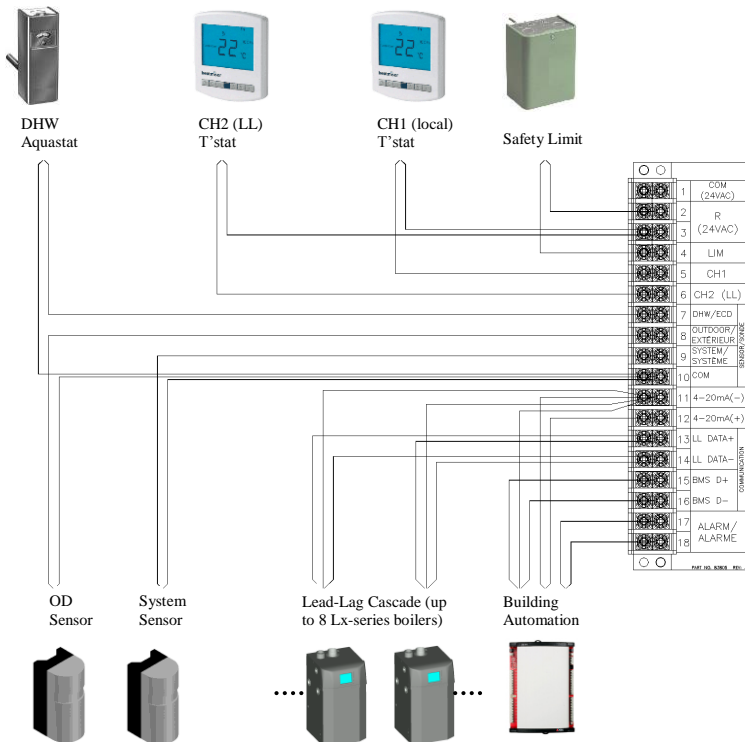 DHW
Aquastat
CH2 (LL)
T'stat
CH1 (local)
T'stat
Safety Limit
22
°C
22
°C
1 COM
(24VAC)
2 R
3 (24VAC)
4 LIM
5 CH1
6 CH2 (LL)
7 DHW/ECD
8 OUTDOOR/
EXTÉRIEUR
9 SYSTEM/
SYSTÈME
10 COM
SENSOR/SONDE
11 4-20mA(-)
12 4-20mA(+)
13 LL DATA+
14 LL DATA-
15 BMS D+
16 BMS D-
COMMUNICATION
17 ALARM/
18 ALARME
PART NO. REV:
OD
Sensor
System
Sensor
Lead-Lag Cascade (up
to 8 Lx-series boilers)
Building
Automation